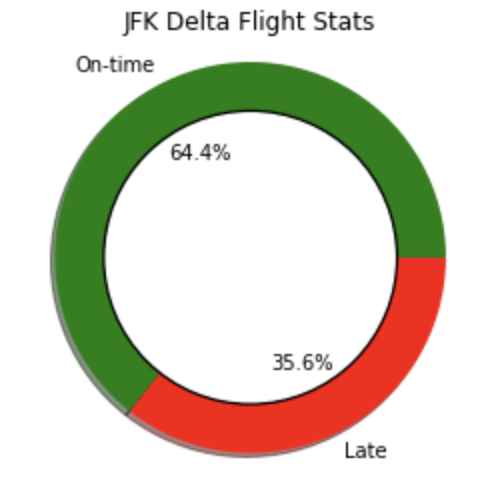 JFK Delta Flight Stats
On-time
64.4%
35.6%
Late